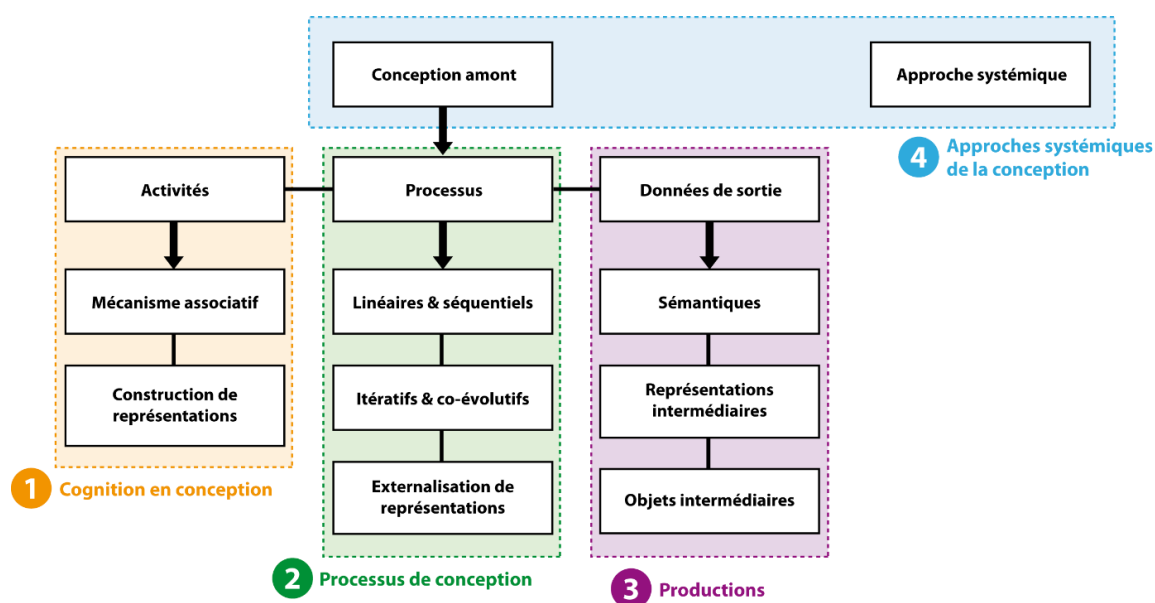 Conception amont
Approche systémique
4 Approches systémiques
de la conception
Activités
Processus
Données de sortie
Mécanisme associatif
Linéaires & séquentiels
Sémantiques
Construction de
représentations
Itératifs & co-évolutifs
Représentations
intermédiaires
1 Cognition en conception
Externalisation de
représentations
Objets intermédiaires
2 Processus de conception
3 Productions